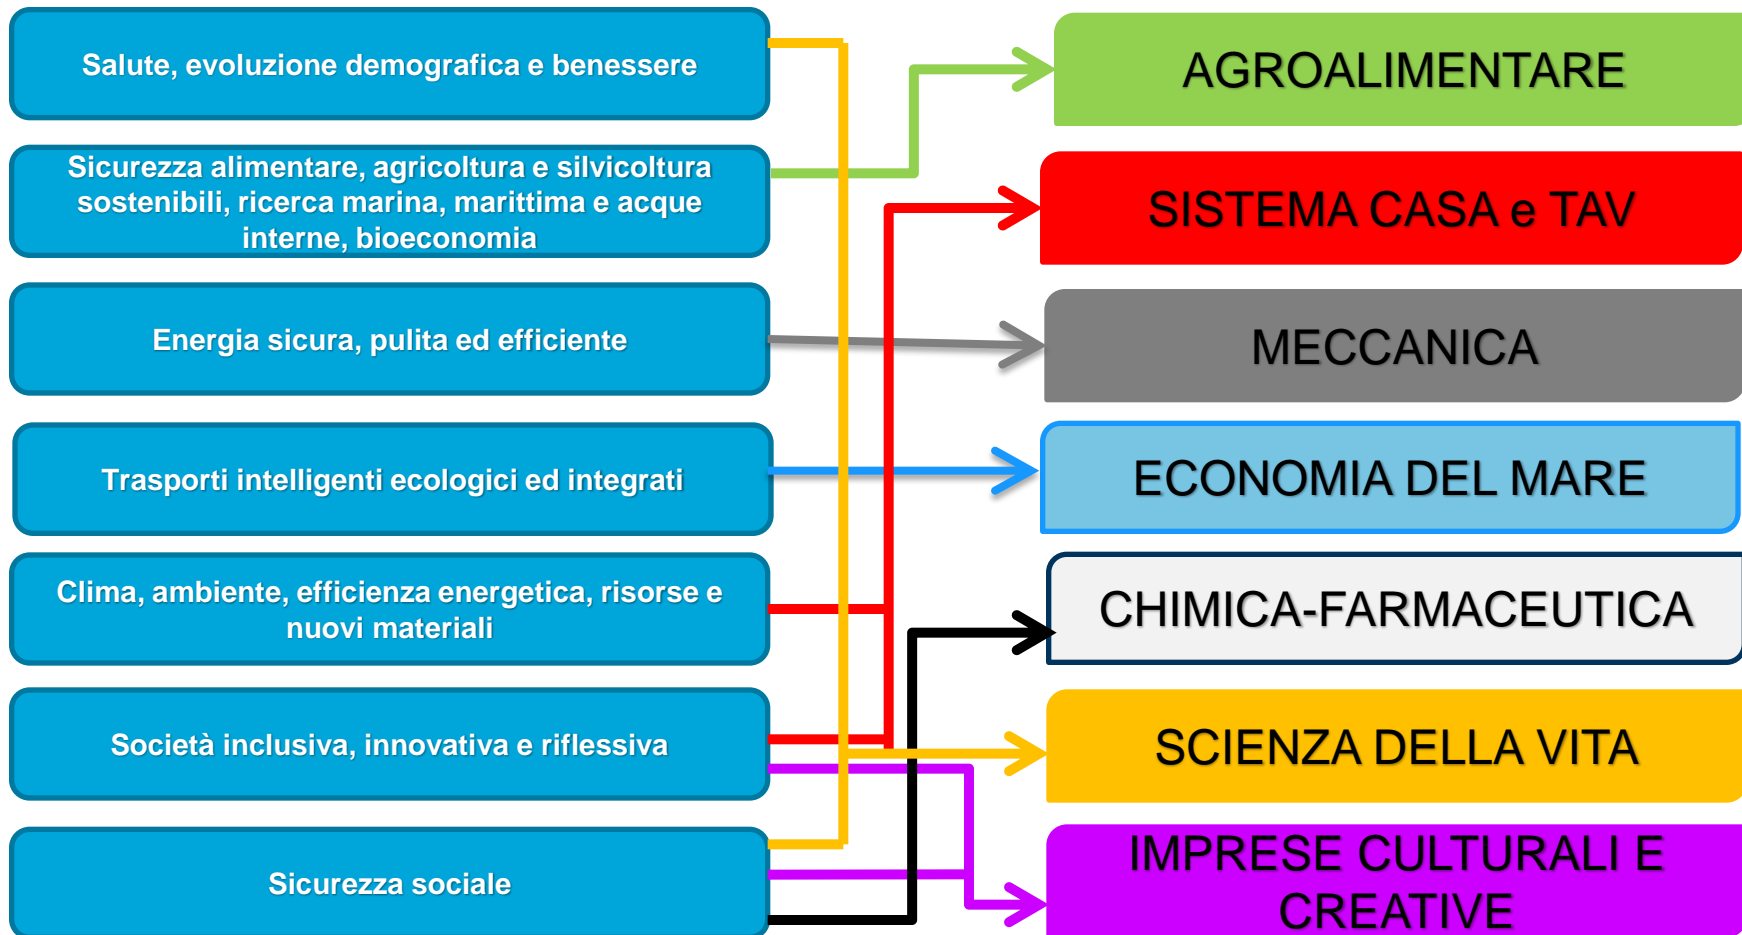 Salute, evoluzione demografica e benessere
Sicurezza alimentare, agricoltura e silvicoltura
sostenibili, ricerca marina, marittima e acque
interne, bioeconomia
Energia sicura, pulita ed efficiente
Trasporti intelligenti ecologici ed integrati
Clima, ambiente, efficienza energetica, risorse e
nuovi materiali
Società inclusiva, innovativa e riflessiva
Sicurezza sociale
AGROALIMENTARE
SISTEMA CASA e TAV
MECCANICA
ECONOMIA DEL MARE
CHIMICA-FARMACEUTICA
SCIENZA DELLA VITA
IMPRESE CULTURALI E
CREATIVE